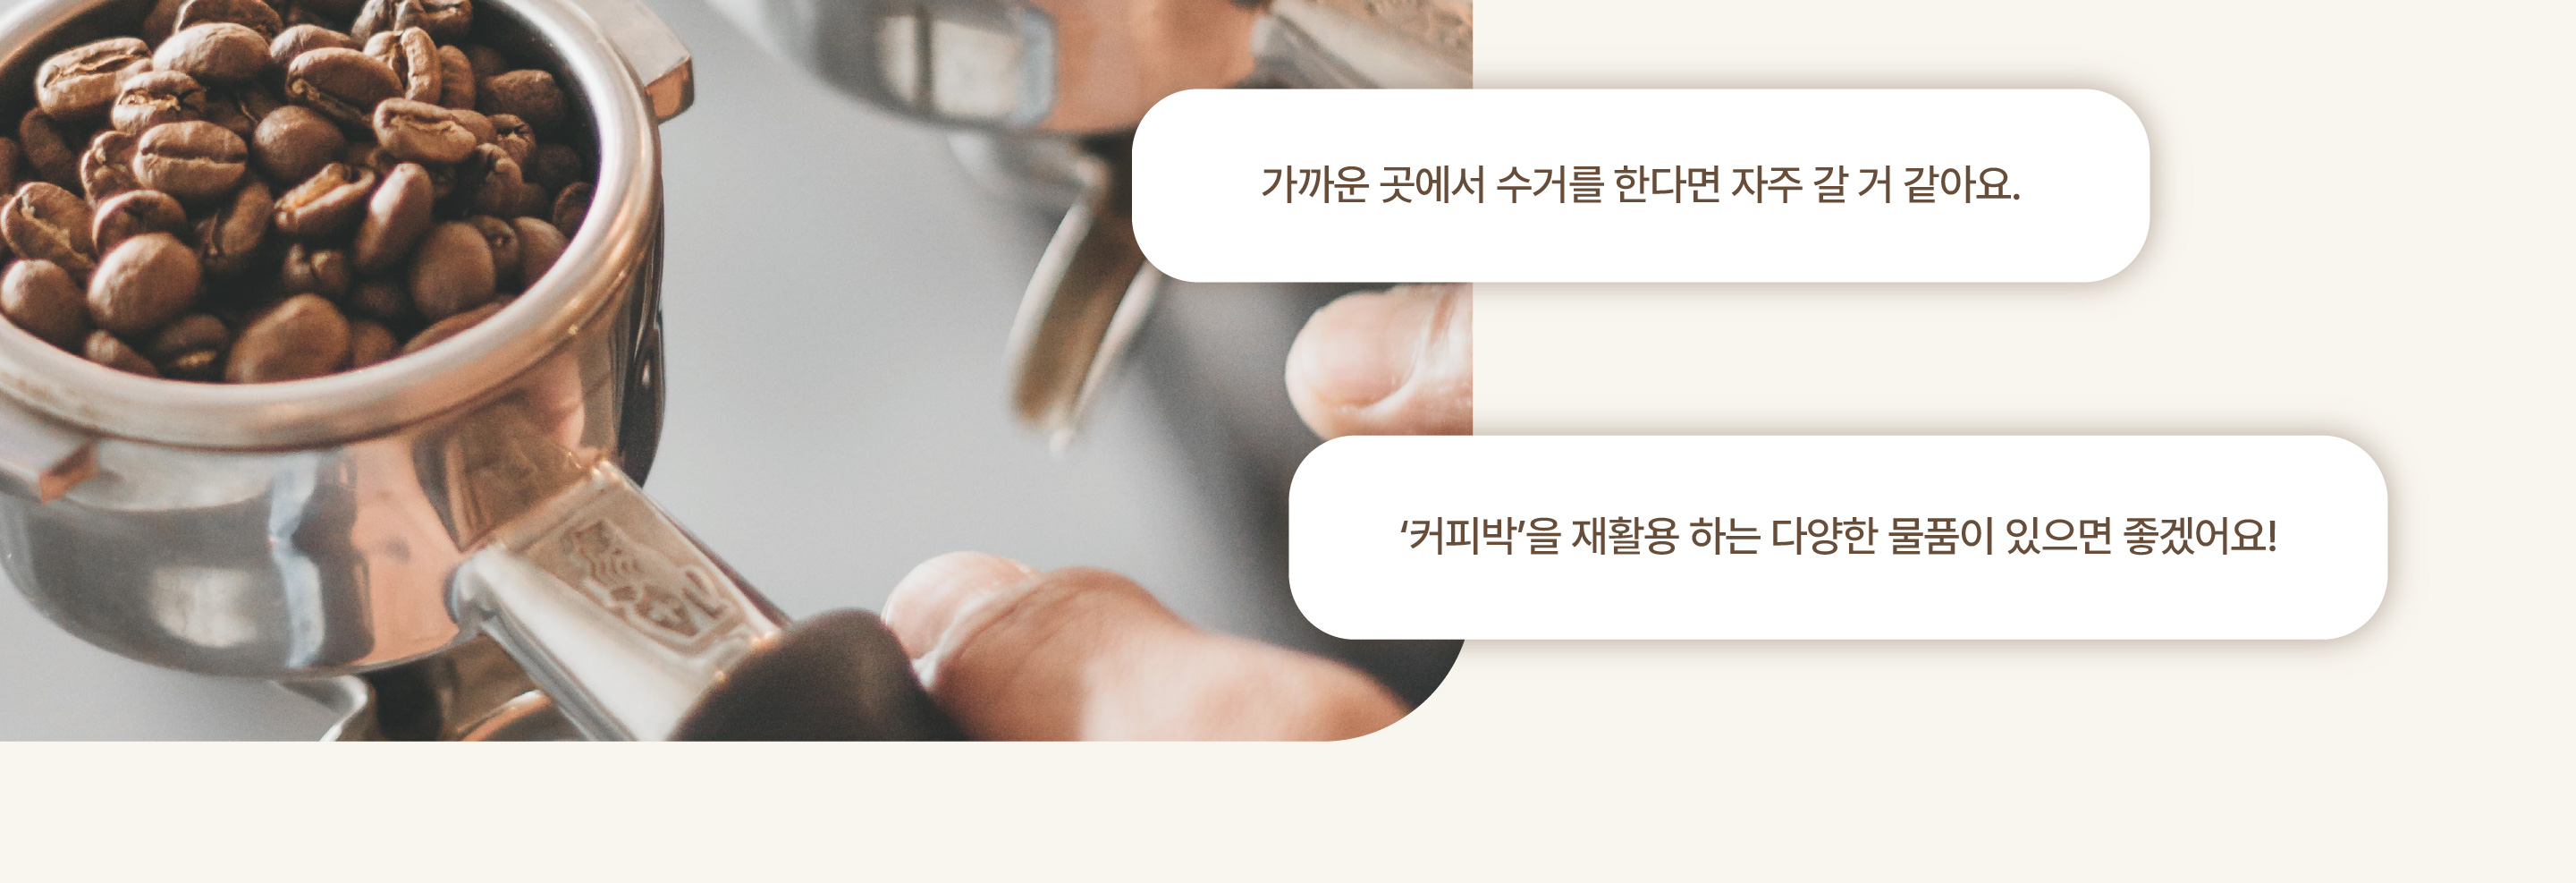 가까운 곳에서 수거를 한다면 자주 갈 거 같아요.
‘커피박’을 재활용 하는 다양한 물품이 있으면 좋겠어요!